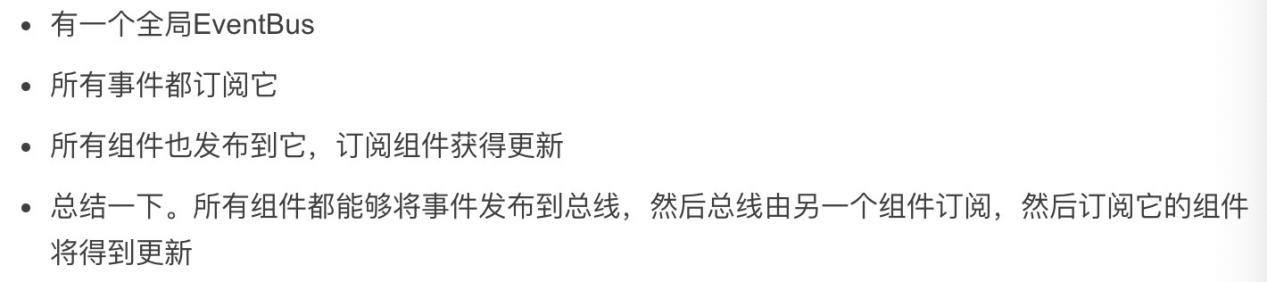 • 有一个全局EventBus
• 所有事件都订阅它
• 所有组件也发布到它，订阅组件获得更新
• 总结一下。所有组件都能够将事件发布到总线，然后总线由另一个组件订阅，然后订阅它的组件
将得到更新